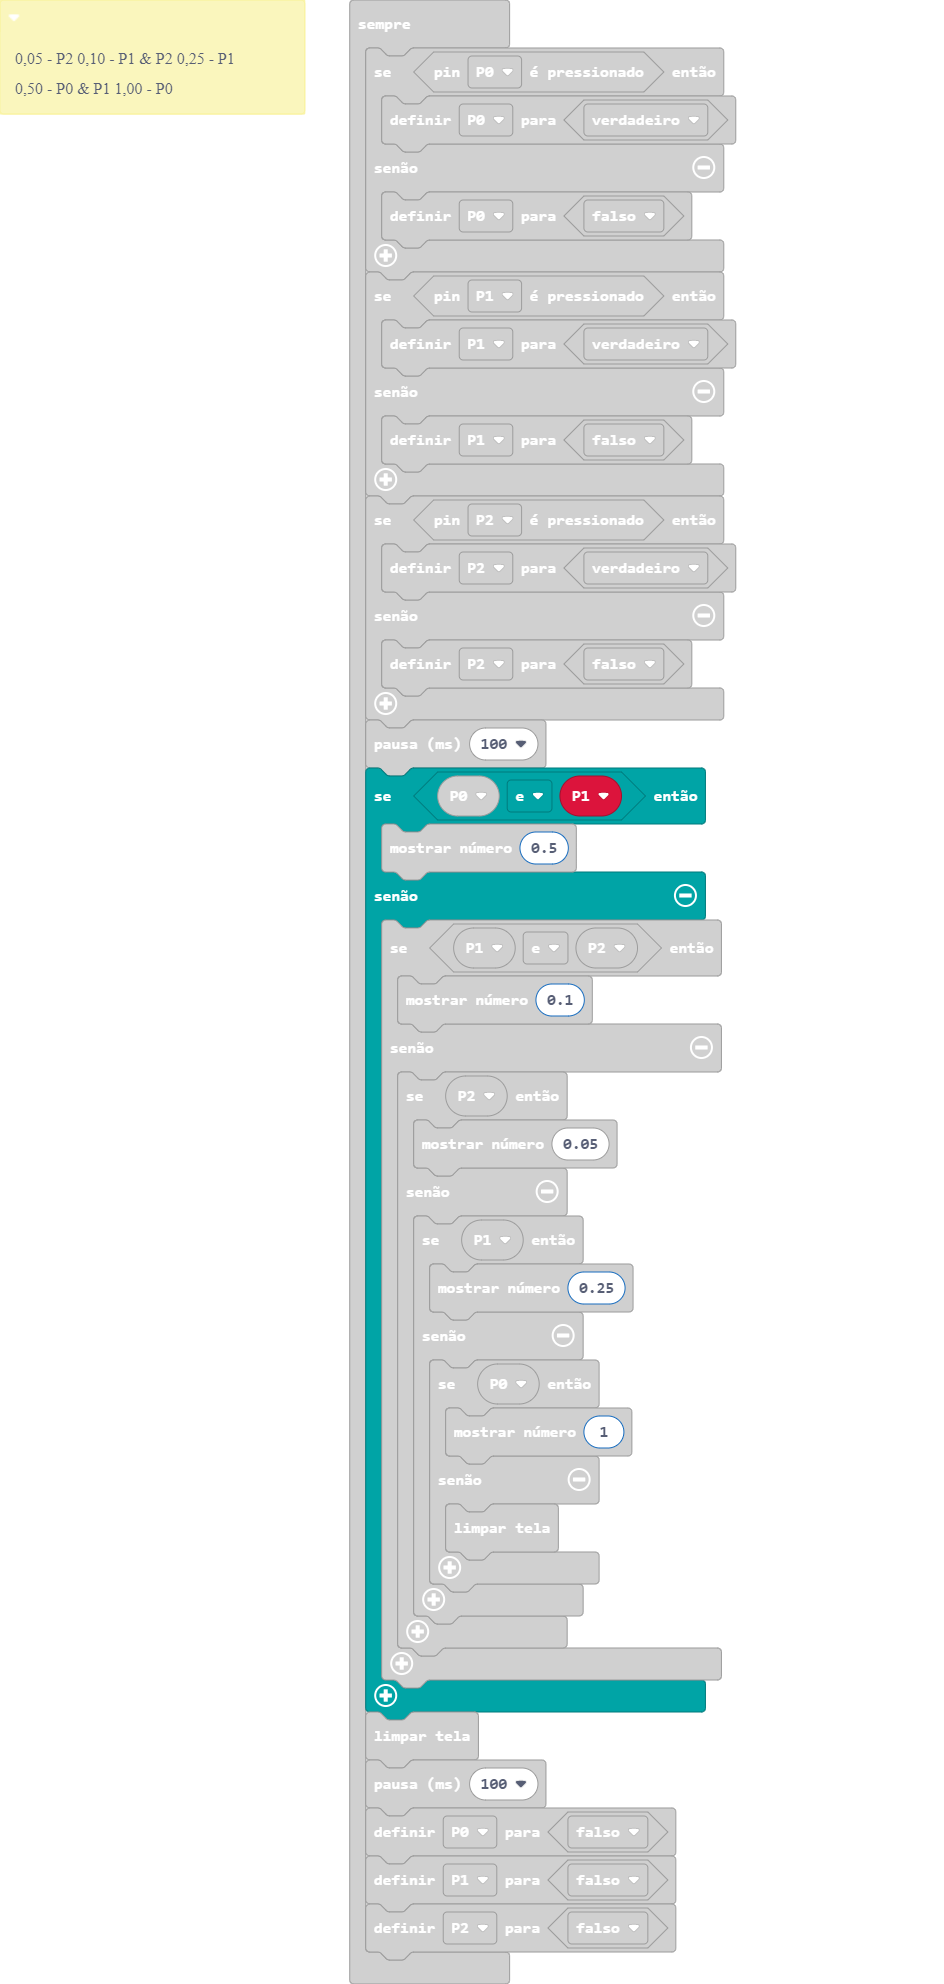 0,05 - P2 0,10 - P1 & P2 0,25 - P1
0,50 - P0 & P1 1,00 - P0
sempre
se pin P0 é pressionado então
definir P0 para verdadeiro
senão
definir P0 para falso
se pin P1 é pressionado então
definir P1 para verdadeiro
senão
definir P1 para falso
se pin P2 é pressionado então
definir P2 para verdadeiro
senão
definir P2 para falso
pausa (ms) 100
se P0 e P1 então
mostrar número 0.5
senão
se P1 e P2 então
mostrar número 0.1
senão
se P2 então
mostrar número 0.05
senão
se P1 então
mostrar número 0.25
senão
se P0 então
mostrar número 1
senão
limpar tela
limpar tela
pausa (ms) 100
definir P0 para falso
definir P1 para falso
definir P2 para falso